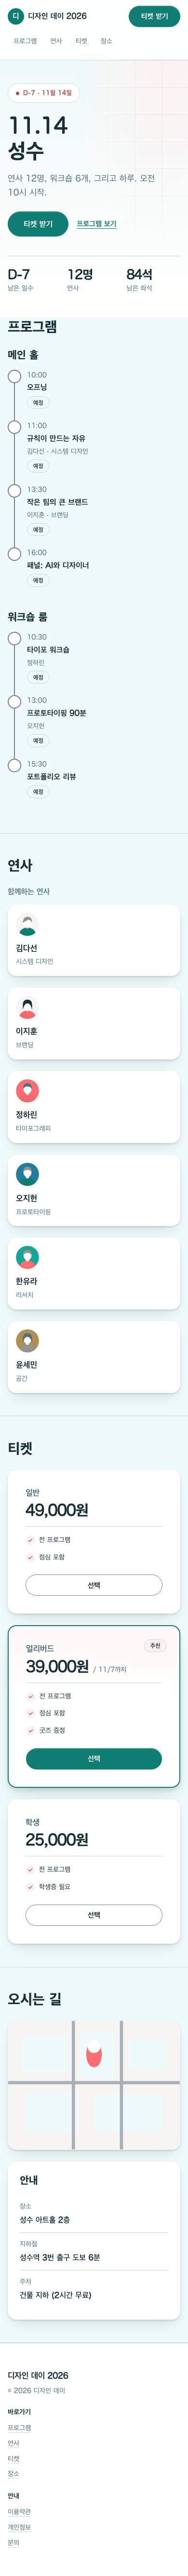 디 디자인 데이 2026 티켓 받기
프로그램 연사 티켓 장소
D-7 · 11월 14일
11.14
성수
연사 12명, 워크숍 6개, 그리고 하루. 오전
10시 시작.
티켓 받기 프로그램 보기
D-7 12명 84석
남은 일수 연사 남은 좌석
프로그램
메인 홀
10:00
오프닝
예정
11:00
규칙이 만드는 자유
김다선 · 시스템 디자인
예정
13:30
작은 팀의 큰 브랜드
이지훈 · 브랜딩
예정
16:00
패널: AI와 디자이너
예정
워크숍 룸
10:30
타이포 워크숍
정하린
예정
13:00
프로토타이핑 90분
오지헌
예정
15:30
포트폴리오 리뷰
예정
연사
함께하는 연사
김다선
시스템 디자인
이지훈
브랜딩
정하린
타이포그래피
오지헌
프로토타이핑
한유라
리서치
윤세민
공간
티켓
일반
49,000원
전 프로그램
점심 포함
선택
추천
얼리버드
39,000원 / 11/7까지
전 프로그램
점심 포함
굿즈 증정
선택
학생
25,000원
전 프로그램
학생증 필요
선택
오시는 길
안내
장소
성수 아트홀 2층
지하철
성수역 3번 출구 도보 6분
주차
건물 지하 (2시간 무료)
디자인 데이 2026
© 2026 디자인 데이
바로가기
프로그램
연사
티켓
장소
안내
이용약관
개인정보
문의